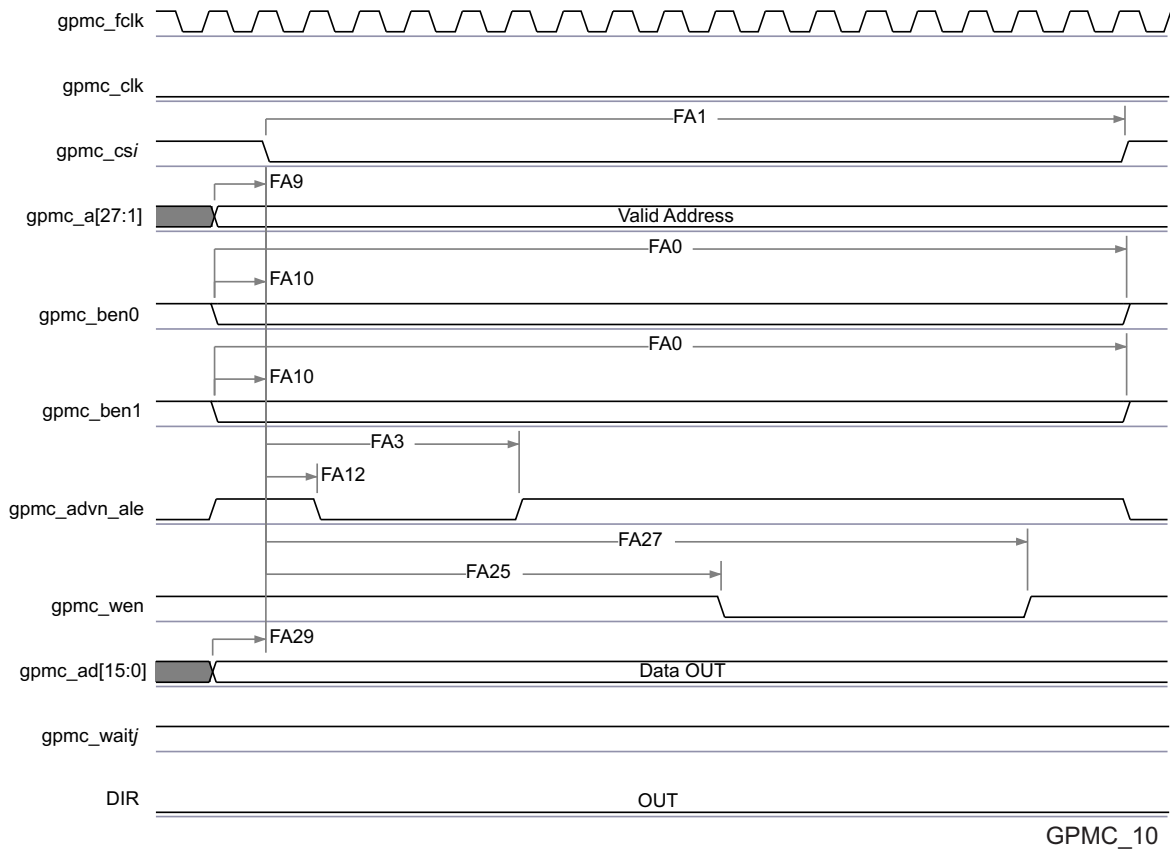 gpmc_fclk
gpmc_clk
FA1
gpmc_csi
FA9
gpmc_a[27:1]
Valid Address
FA0
FA10
gpmc_ben0
FA0
FA10
gpmc_ben1
FA3
FA12
gpmc_advn_ale
FA27
FA25
gpmc_wen
FA29
gpmc_ad[15:0]
Data OUT
gpmc_waitj
DIR
OUT
GPMC_10